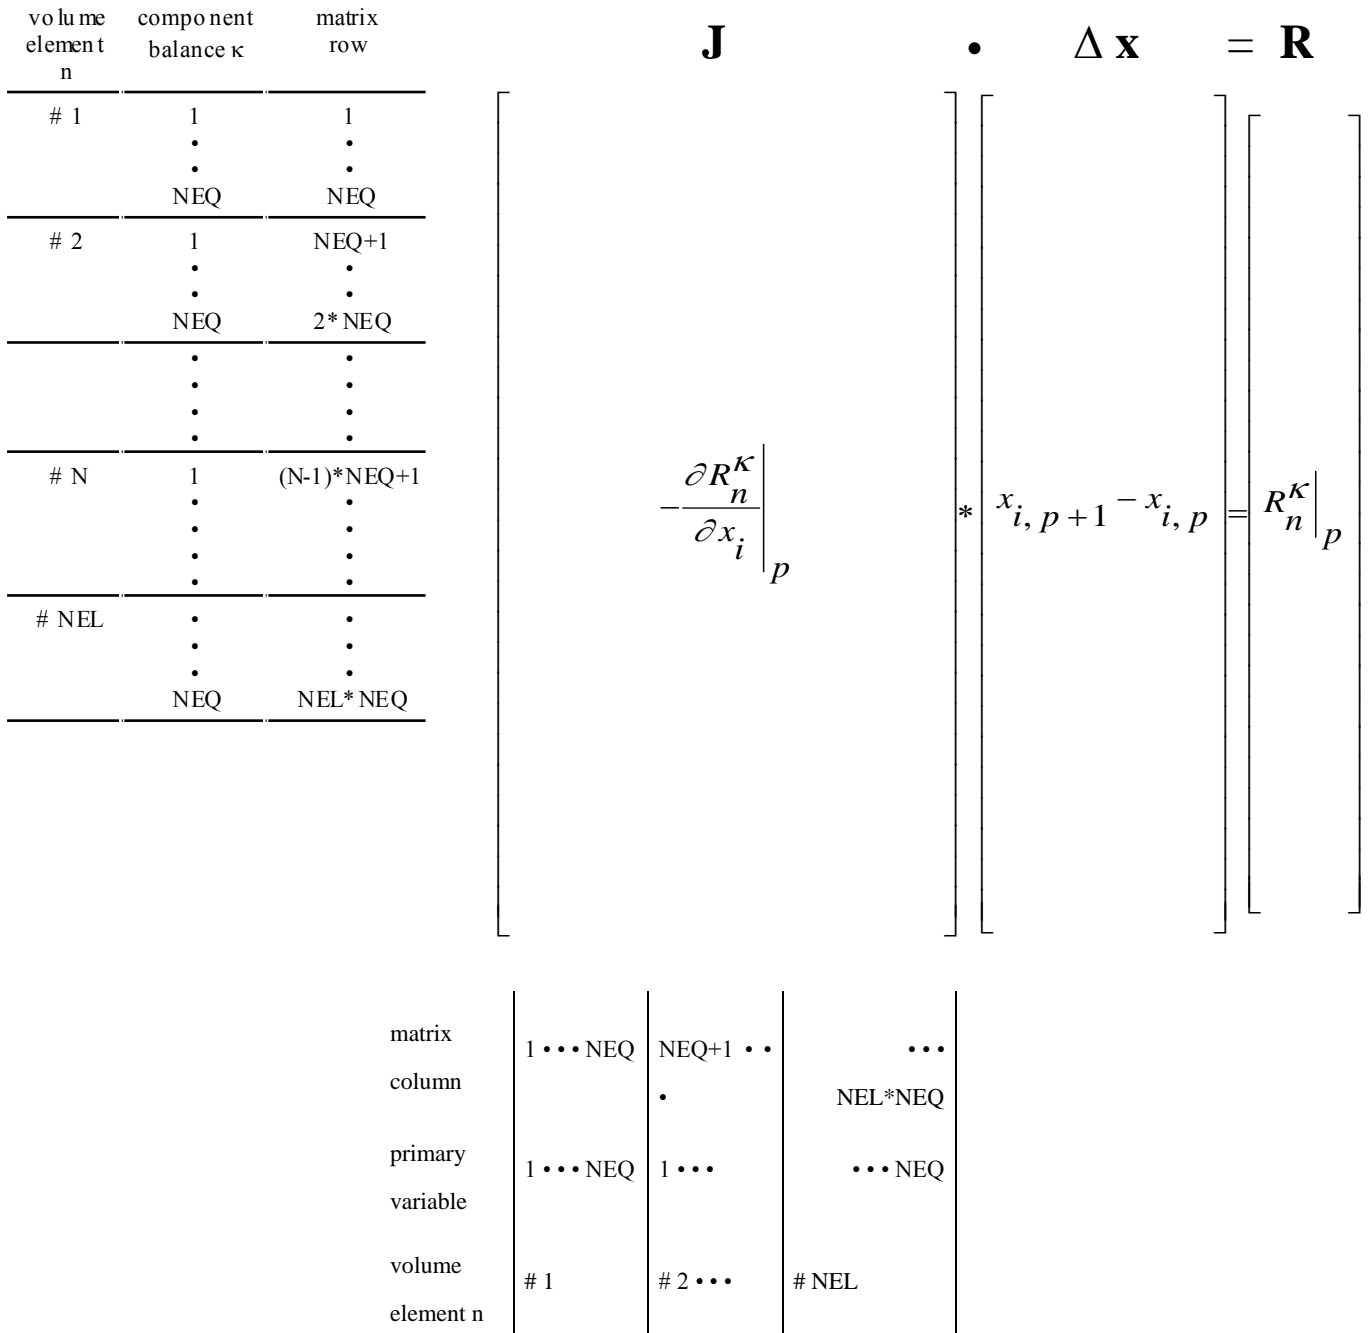 volume component matrix J • Δ x = R
element balance κ row
n
# 1 1 1
• •
• •
NEQ NEQ
# 2 1 NEQ+1
• •
• •
NEQ 2*NEQ
• •
• •
• •
• •
# N 1 (N-1)*NEQ+1
• •
• •
• •
• •
-∂R_n^κ/∂x_i|_p * x_{i, p+1} - x_{i, p} = R_n^κ|_p
# NEL • •
• •
• •
NEQ NEL*NEQ
matrix 1 ••• NEQ NEQ+1 • • •••
column • NEL*NEQ
primary 1 ••• NEQ 1 ••• ••• NEQ
variable
volume # 1 # 2 ••• # NEL
element n